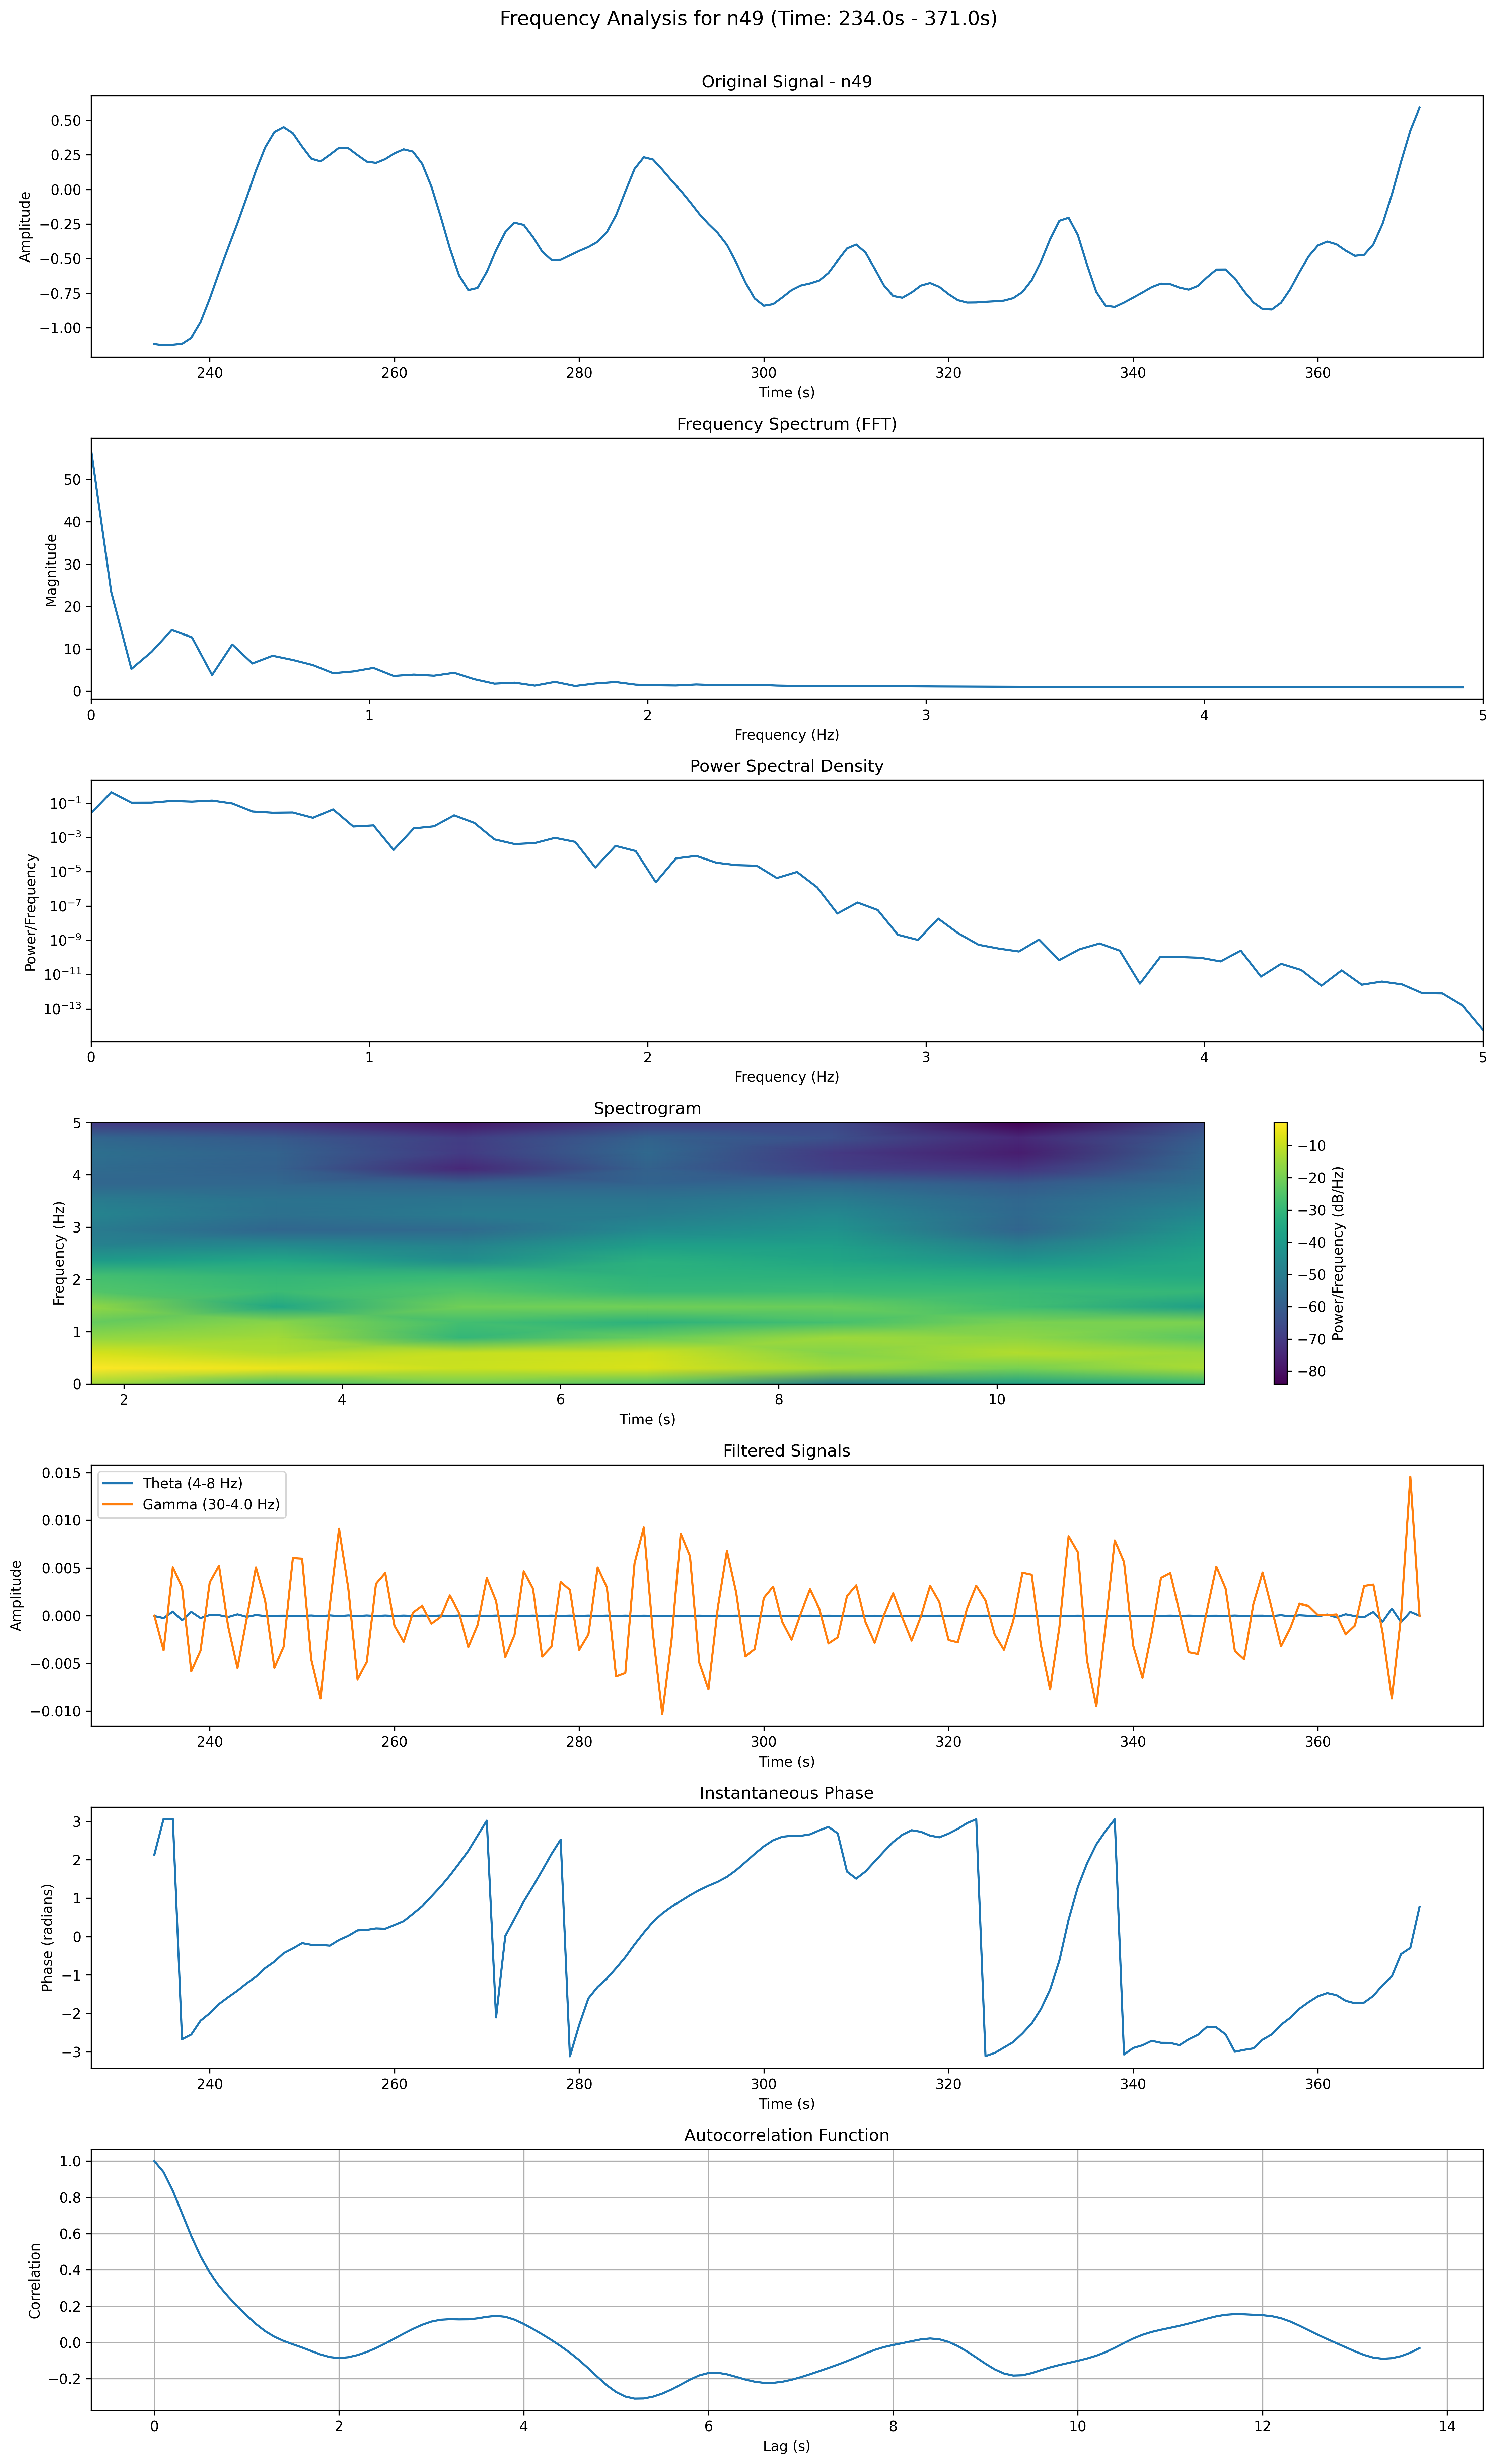 Frequency Analysis for n49 (Time: 234.0s - 371.0s)
Original Signal - n49
Amplitude
0.50
0.25
0.00
−0.25
−0.50
−0.75
−1.00
240 260 280 300 320 340 360
Time (s)
Frequency Spectrum (FFT)
Magnitude
50
40
30
20
10
0
0 1 2 3 4 5
Frequency (Hz)
Power Spectral Density
Power/Frequency
10⁻¹
10⁻³
10⁻⁵
10⁻⁷
10⁻⁹
10⁻¹¹
10⁻¹³
0 1 2 3 4 5
Frequency (Hz)
Spectrogram
Frequency (Hz)
5
4
3
2
1
0
2 4 6 8 10
Time (s)
−10
−20
−30
−40
−50
−60
−70
−80
Power/Frequency (dB/Hz)
Filtered Signals
Theta (4-8 Hz)
Gamma (30-4.0 Hz)
Amplitude
0.015
0.010
0.005
0.000
−0.005
−0.010
240 260 280 300 320 340 360
Time (s)
Instantaneous Phase
Phase (radians)
3
2
1
0
−1
−2
−3
240 260 280 300 320 340 360
Time (s)
Autocorrelation Function
Correlation
1.0
0.8
0.6
0.4
0.2
0.0
−0.2
0 2 4 6 8 10 12 14
Lag (s)